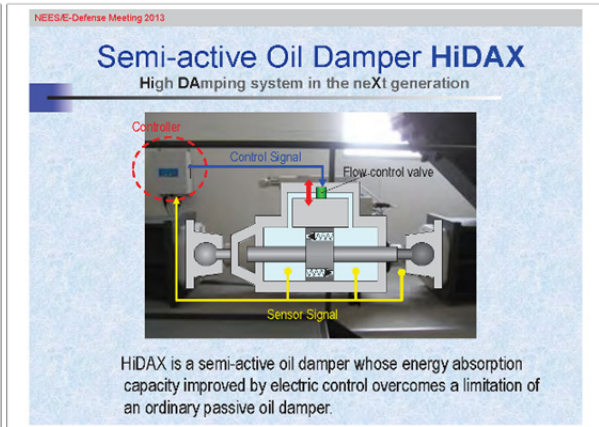 NEES/E-Defense Meeting 2013
Semi-active Oil Damper HiDAX
High DAmping system in the neXt generation
Controller
Control Signal
Flow control valve
Sensor Signal
HiDAX is a semi-active oil damper whose energy absorption
capacity improved by electric control overcomes a limitation of
an ordinary passive oil damper.